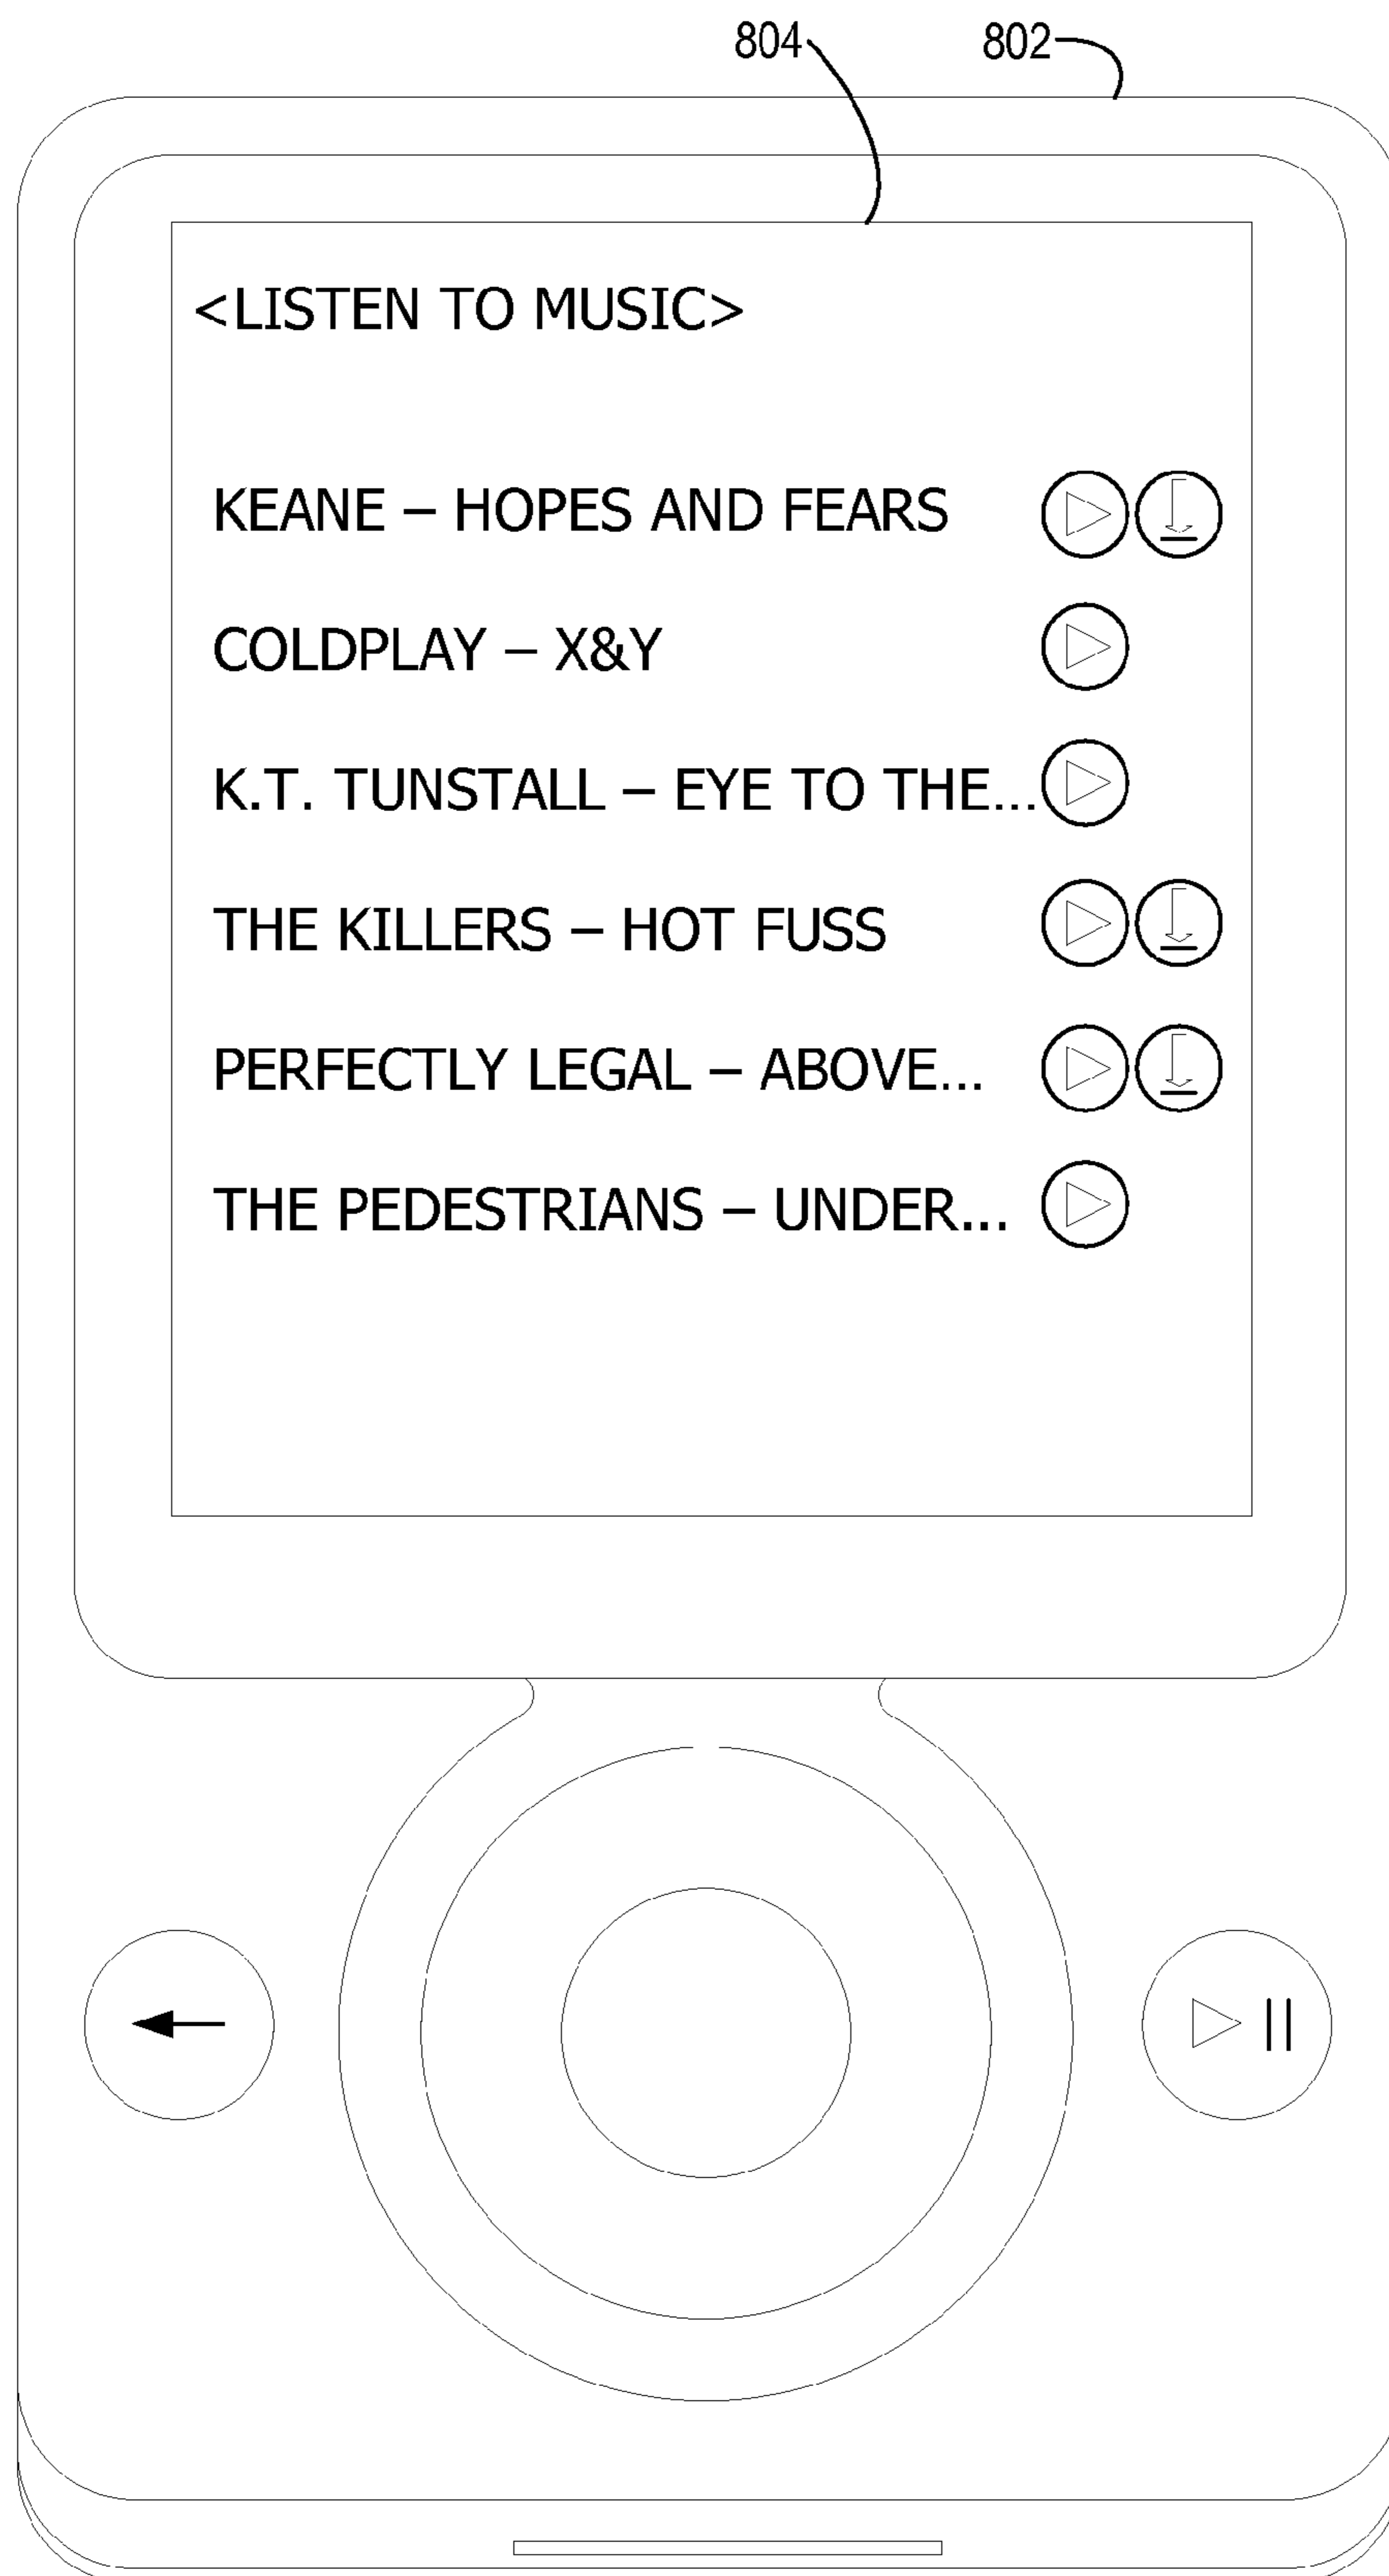 804 802
<LISTEN TO MUSIC>
KEANE – HOPES AND FEARS
COLDPLAY – X&Y
K.T. TUNSTALL – EYE TO THE...
THE KILLERS – HOT FUSS
PERFECTLY LEGAL – ABOVE...
THE PEDESTRIANS – UNDER...